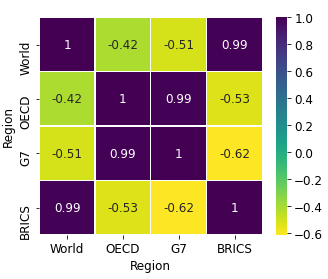 Region
World
OECD
G7
BRICS
1 -0.42 -0.51 0.99
-0.42 1 0.99 -0.53
-0.51 0.99 1 -0.62
0.99 -0.53 -0.62 1
World OECD G7 BRICS
Region
1.0
0.8
0.6
0.4
0.2
0.0
−0.2
−0.4
−0.6